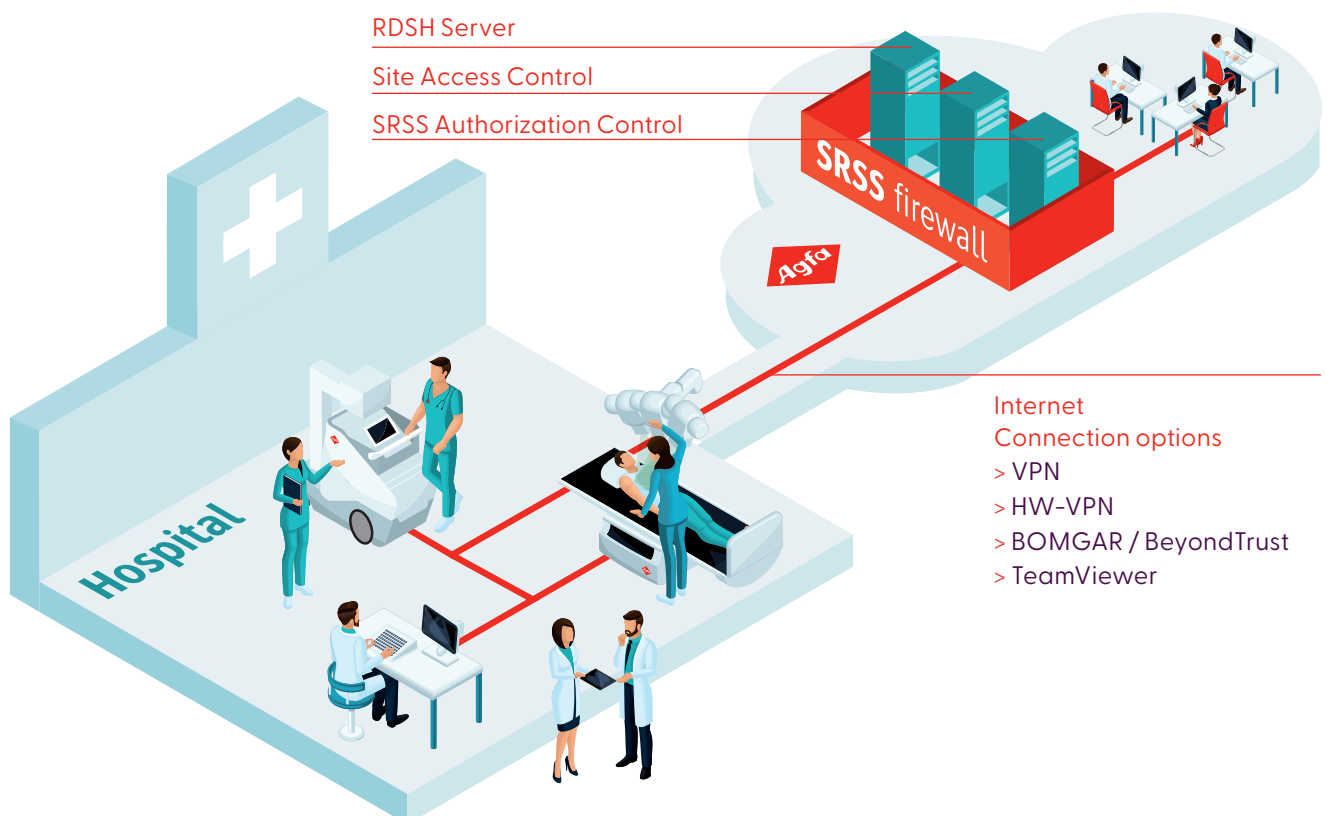 RDSH Server
Site Access Control
SRSS Authorization Control
SRSS firewall
Agfa
Hospital
Internet
Connection options
> VPN
> HW-VPN
> BOMGAR / BeyondTrust
> TeamViewer